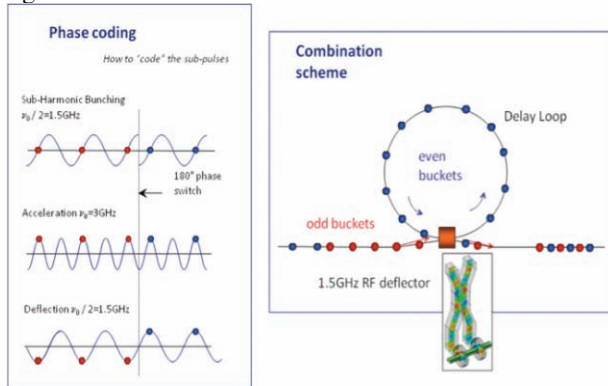 Phase coding
How to "code" the sub-pulses
Sub-Harmonic Bunching
ν₀ / 2=1.5GHz
180° phase
switch
Acceleration ν₀=3GHz
Deflection ν₀ / 2=1.5GHz
Combination
scheme
Delay Loop
even
buckets
odd buckets
1.5GHz RF deflector